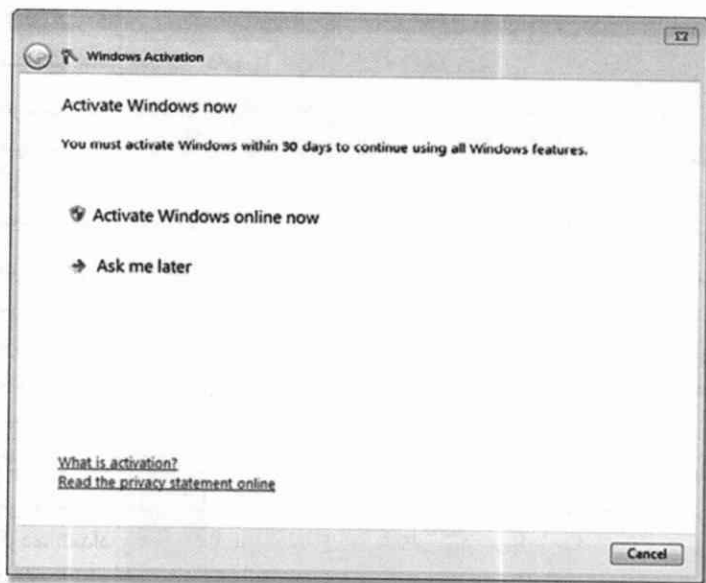 Windows Activation
Activate Windows now
You must activate Windows within 30 days to continue using all Windows features.
Activate Windows online now
Ask me later
What is activation?
Read the privacy statement online
Cancel